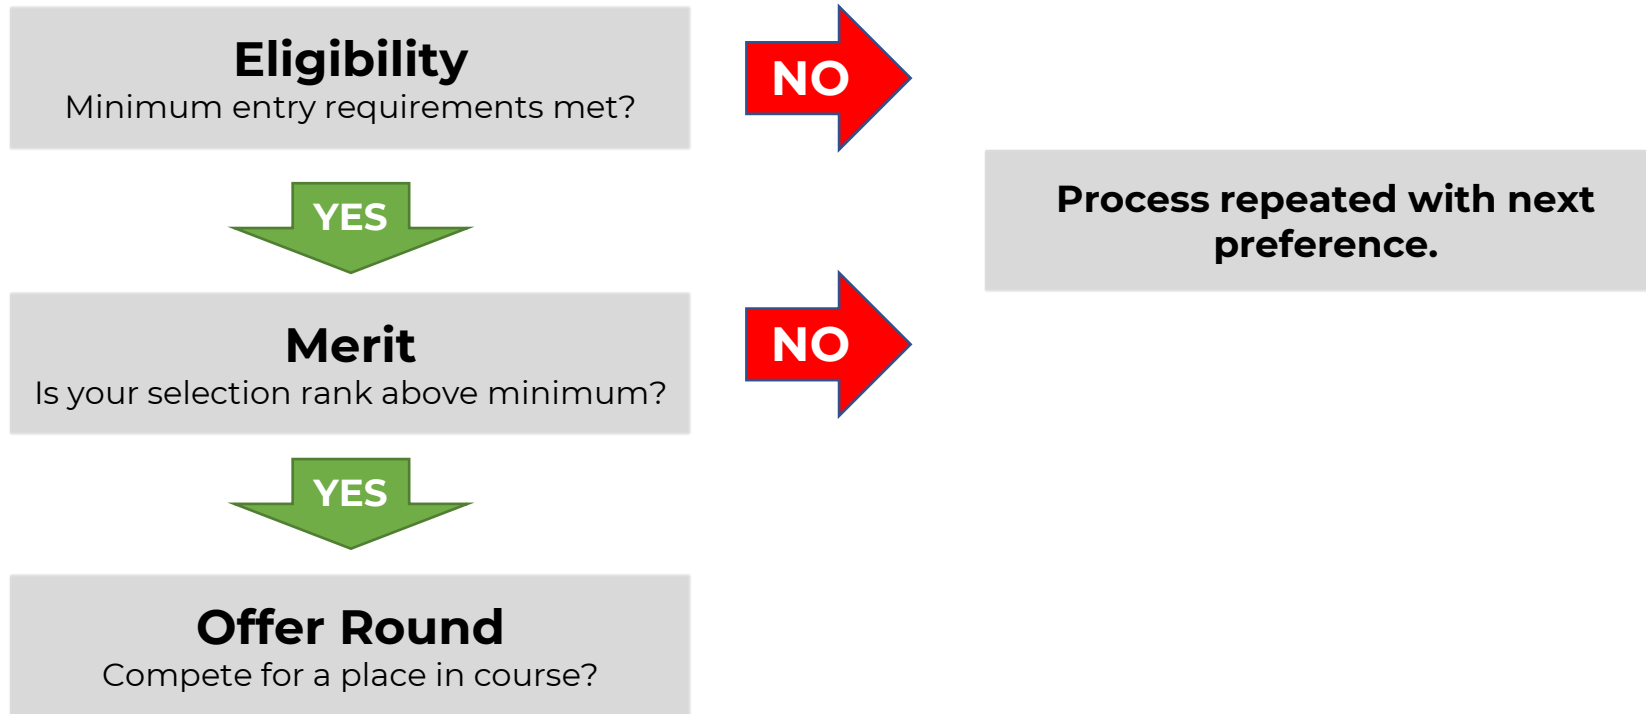 Eligibility
Minimum entry requirements met?
NO
YES
Process repeated with next
preference.
Merit
Is your selection rank above minimum?
NO
YES
Offer Round
Compete for a place in course?